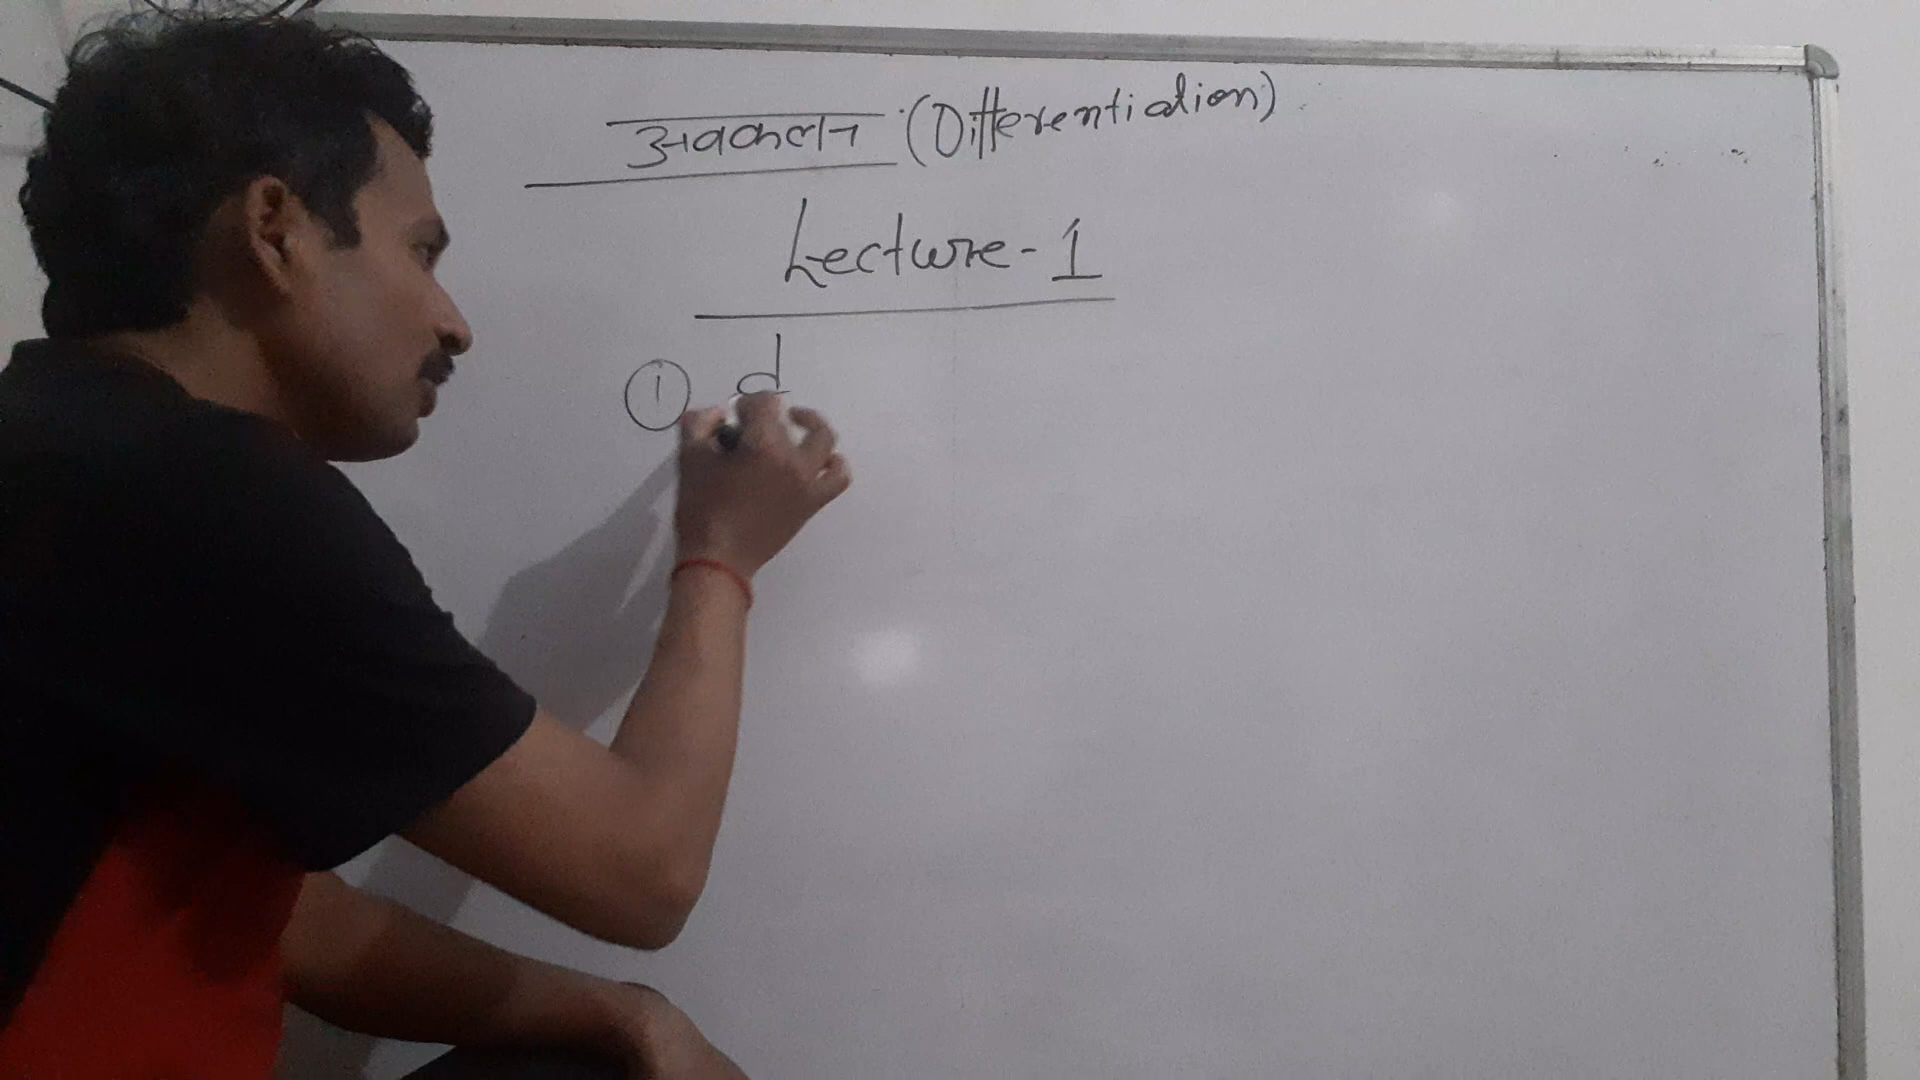 अवकलन (Differentiation)
Lecture-1
① d